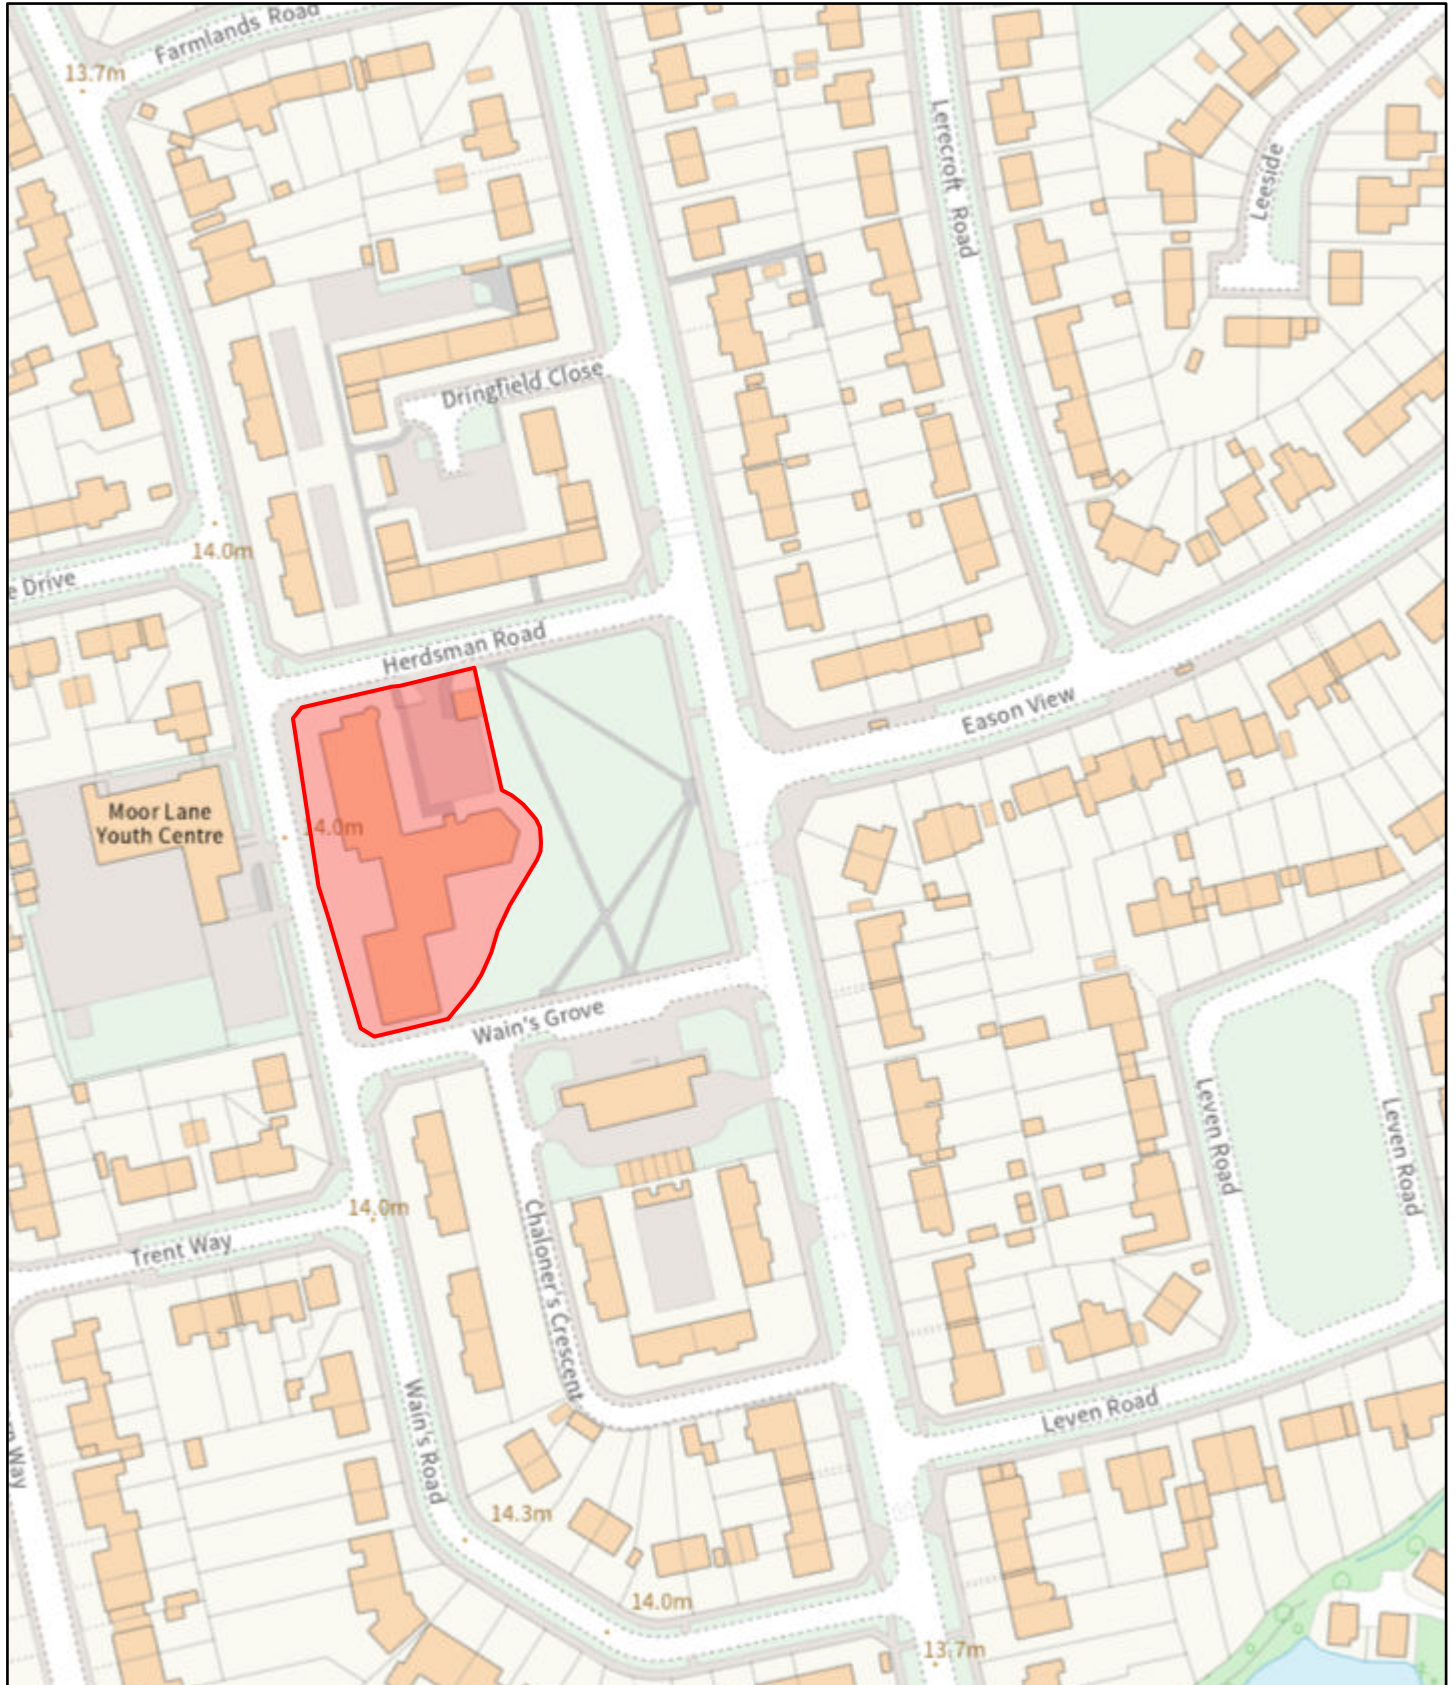 Farmlands Road
13.7m
Lerecroft Road
Leeside
Dringfield Close
14.0m
e Drive
Herdsman Road
Eason View
Moor Lane
Youth Centre
14.0m
Wain's Grove
Leven Road
Leven Road
14.0m
Trent Way
Chaloner's Crescent
Wain's Road
Leven Road
Way
14.3m
14.0m
13.7m